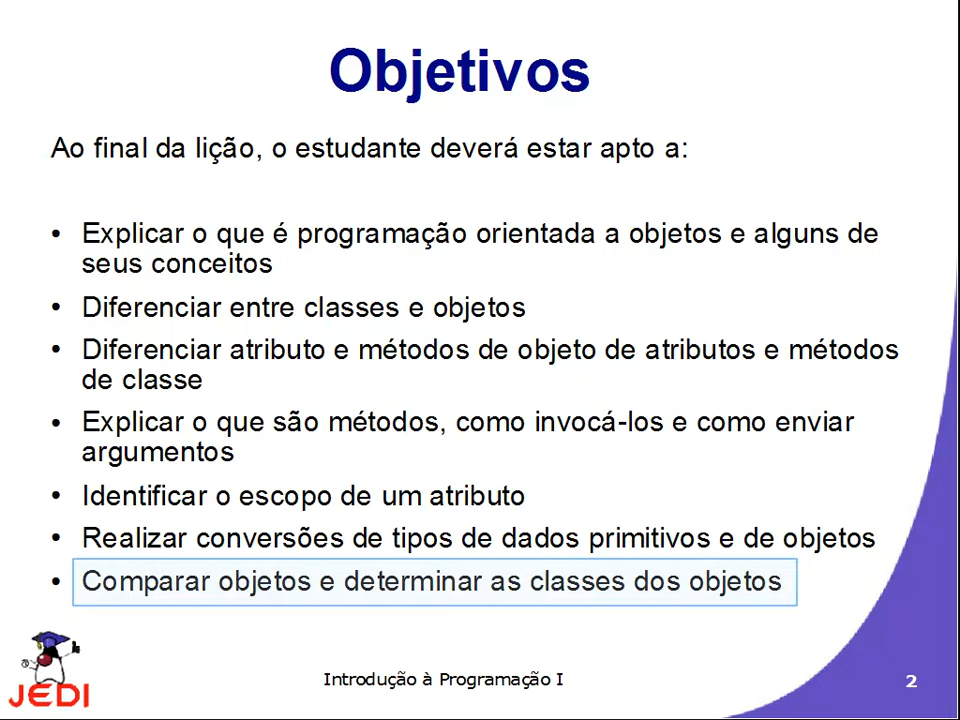 Objetivos
Ao final da lição, o estudante deverá estar apto a:
• Explicar o que é programação orientada a objetos e alguns de
seus conceitos
• Diferenciar entre classes e objetos
• Diferenciar atributo e métodos de objeto de atributos e métodos
de classe
• Explicar o que são métodos, como invocá-los e como enviar
argumentos
• Identificar o escopo de um atributo
• Realizar conversões de tipos de dados primitivos e de objetos
• Comparar objetos e determinar as classes dos objetos
JEDI
Introdução à Programação I
2